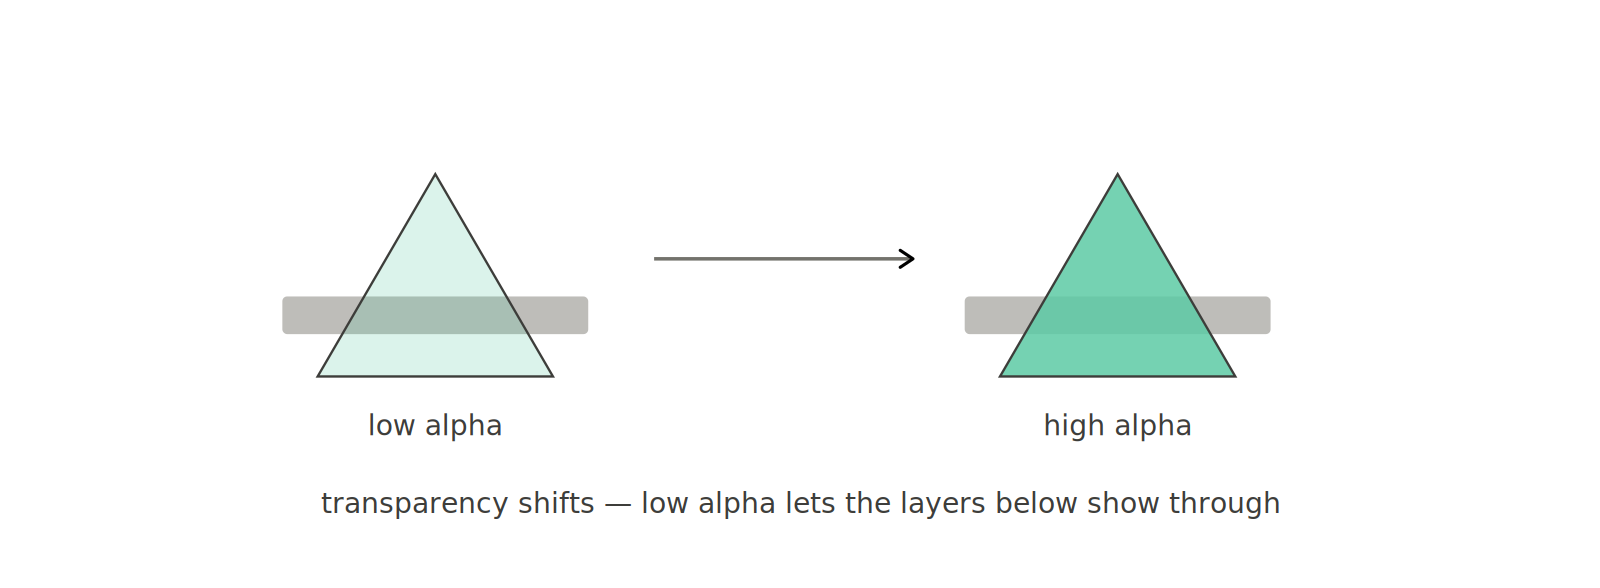 low alpha
high alpha
transparency shifts — low alpha lets the layers below show through